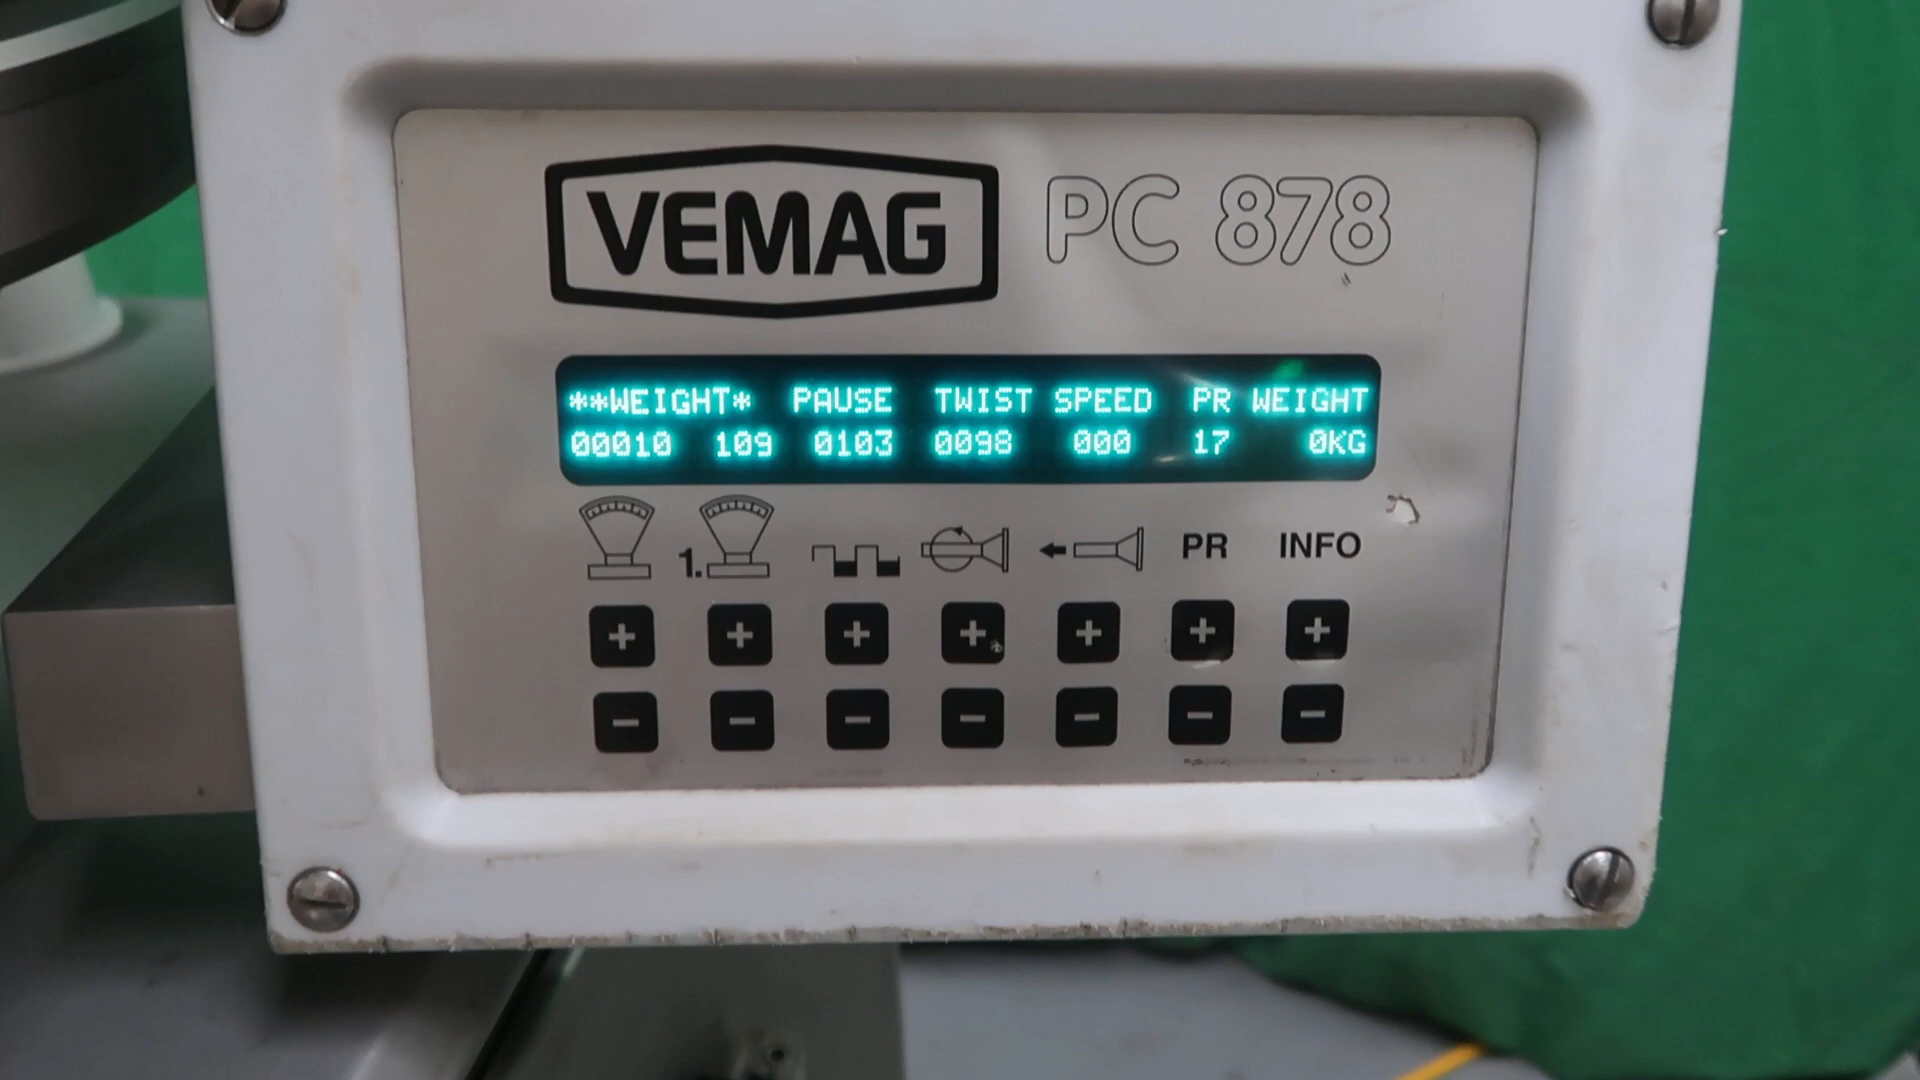 VEMAG PC 878
**WEIGHT* PAUSE TWIST SPEED PR WEIGHT
00010 109 0103 0098 000 17 0KG
1. PR INFO
+ + + + + + +
- - - - - - -